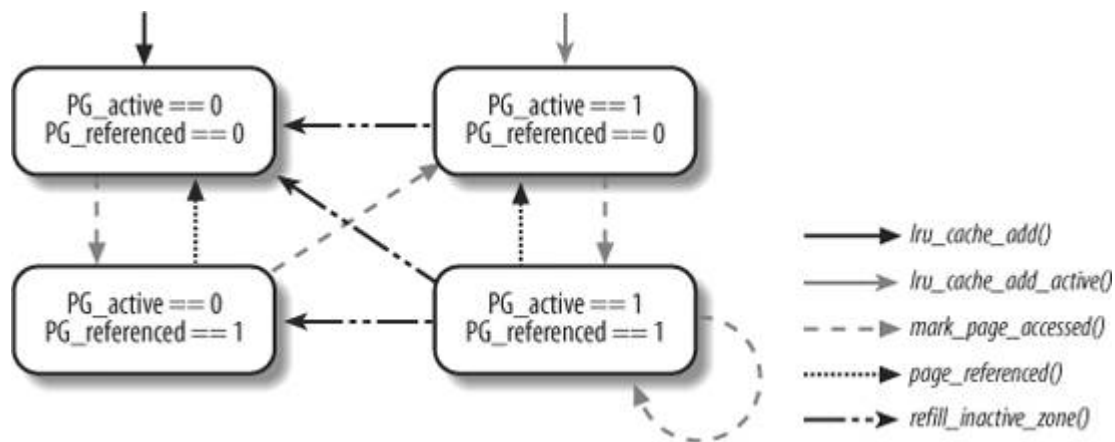 PG_active == 0
PG_referenced == 0
PG_active == 1
PG_referenced == 0
PG_active == 0
PG_referenced == 1
PG_active == 1
PG_referenced == 1
lru_cache_add()
lru_cache_add_active()
mark_page_accessed()
page_referenced()
refill_inactive_zone()